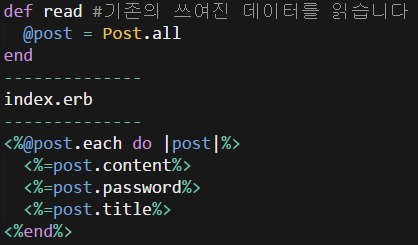 def read #기존의 쓰여진 데이터를 읽습니다
  @post = Post.all
end
--------------
index.erb
--------------
<%@post.each do |post|%>
  <%=post.content%>
  <%=post.password%>
  <%=post.title%>
<%end%>